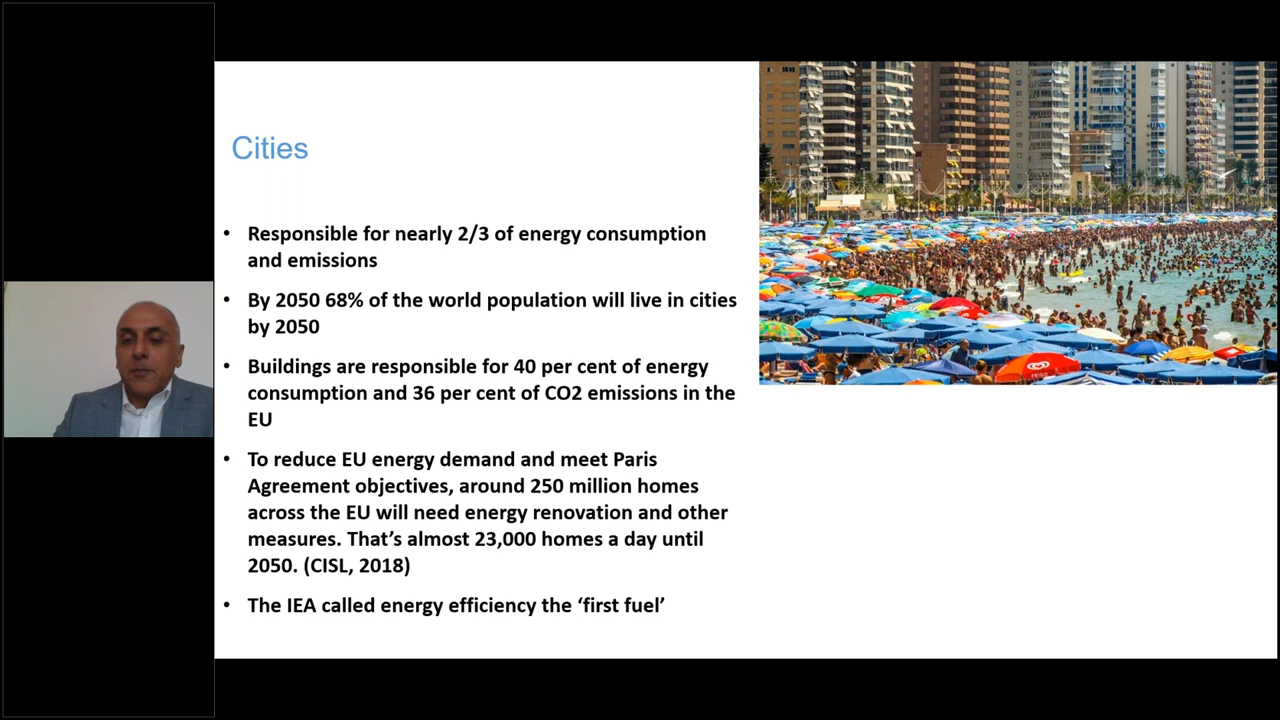 Cities
• Responsible for nearly 2/3 of energy consumption
and emissions
• By 2050 68% of the world population will live in cities
by 2050
• Buildings are responsible for 40 per cent of energy
consumption and 36 per cent of CO2 emissions in the
EU
• To reduce EU energy demand and meet Paris
Agreement objectives, around 250 million homes
across the EU will need energy renovation and other
measures. That’s almost 23,000 homes a day until
2050. (CISL, 2018)
• The IEA called energy efficiency the ‘first fuel’
FRIGO